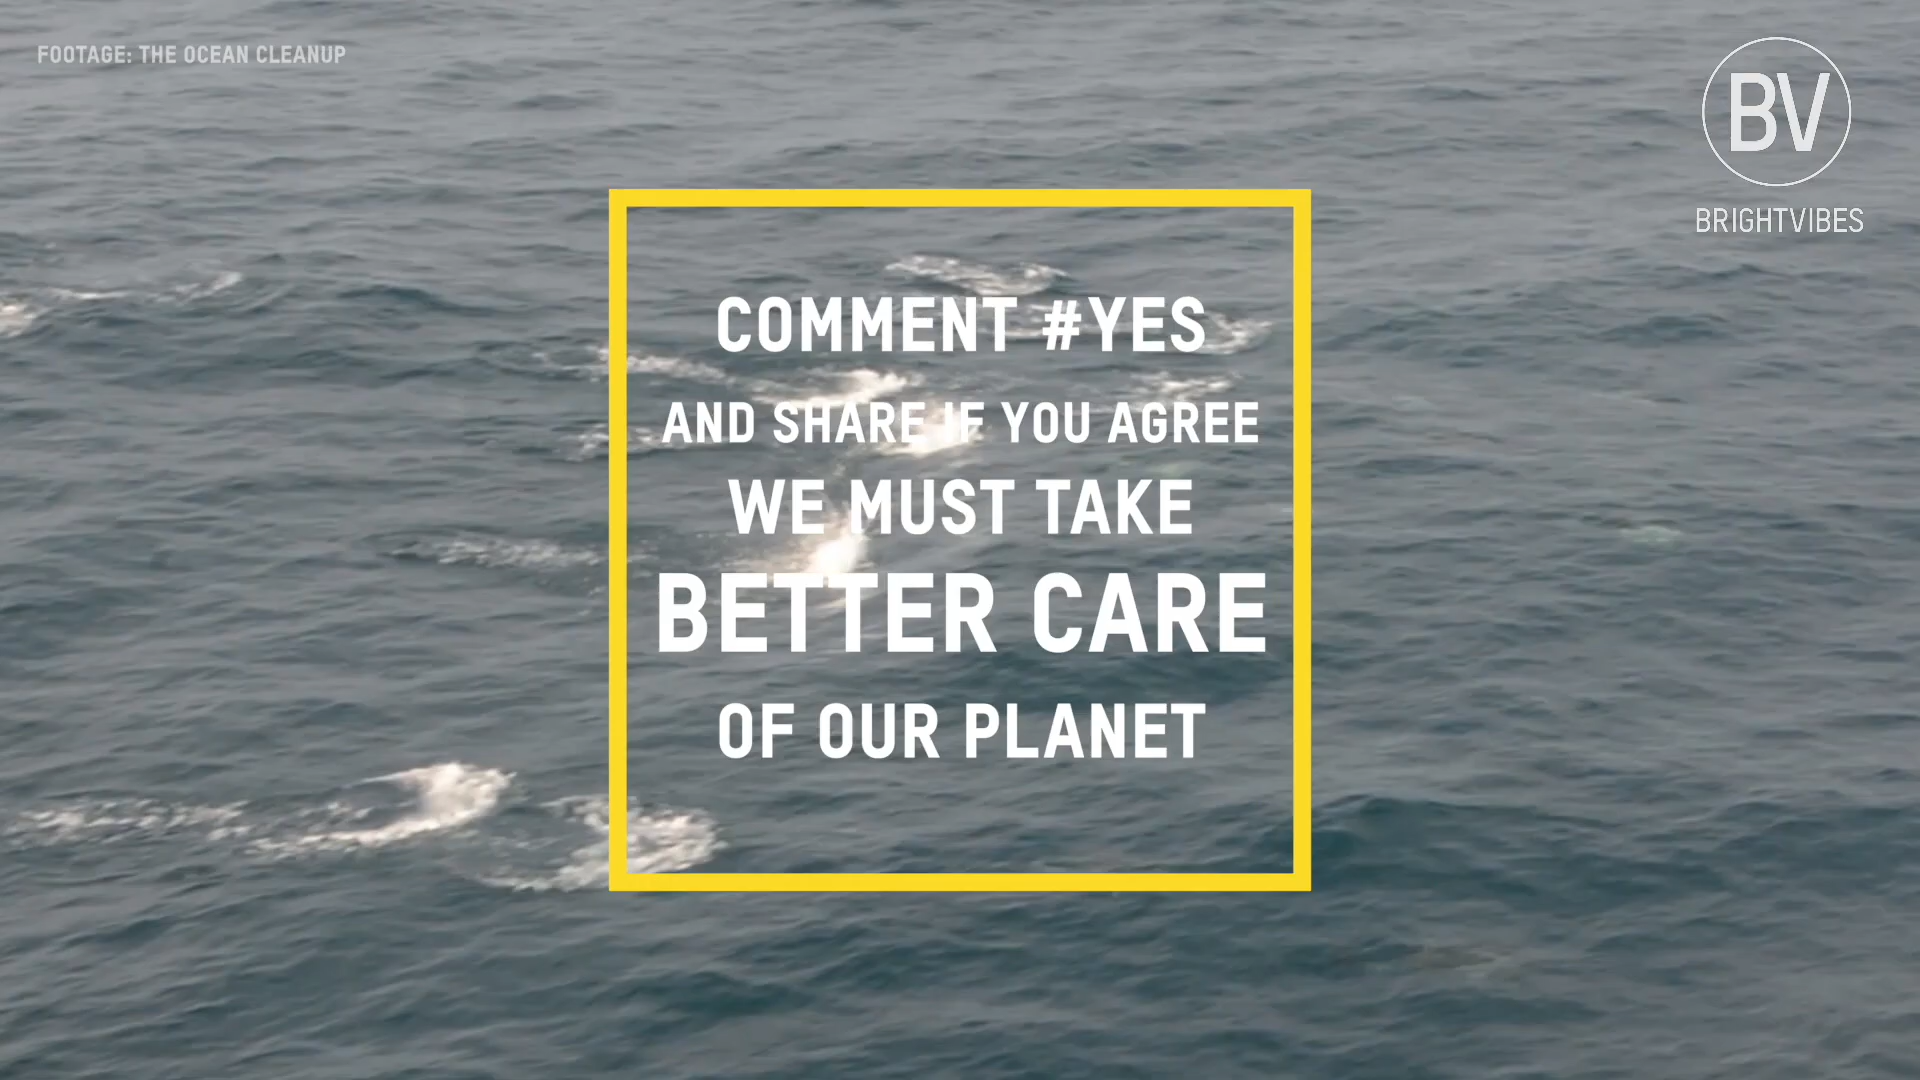 FOOTAGE: THE OCEAN CLEANUP
BV
BRIGHTVIBES
COMMENT #YES
AND SHARE IF YOU AGREE
WE MUST TAKE
BETTER CARE
OF OUR PLANET